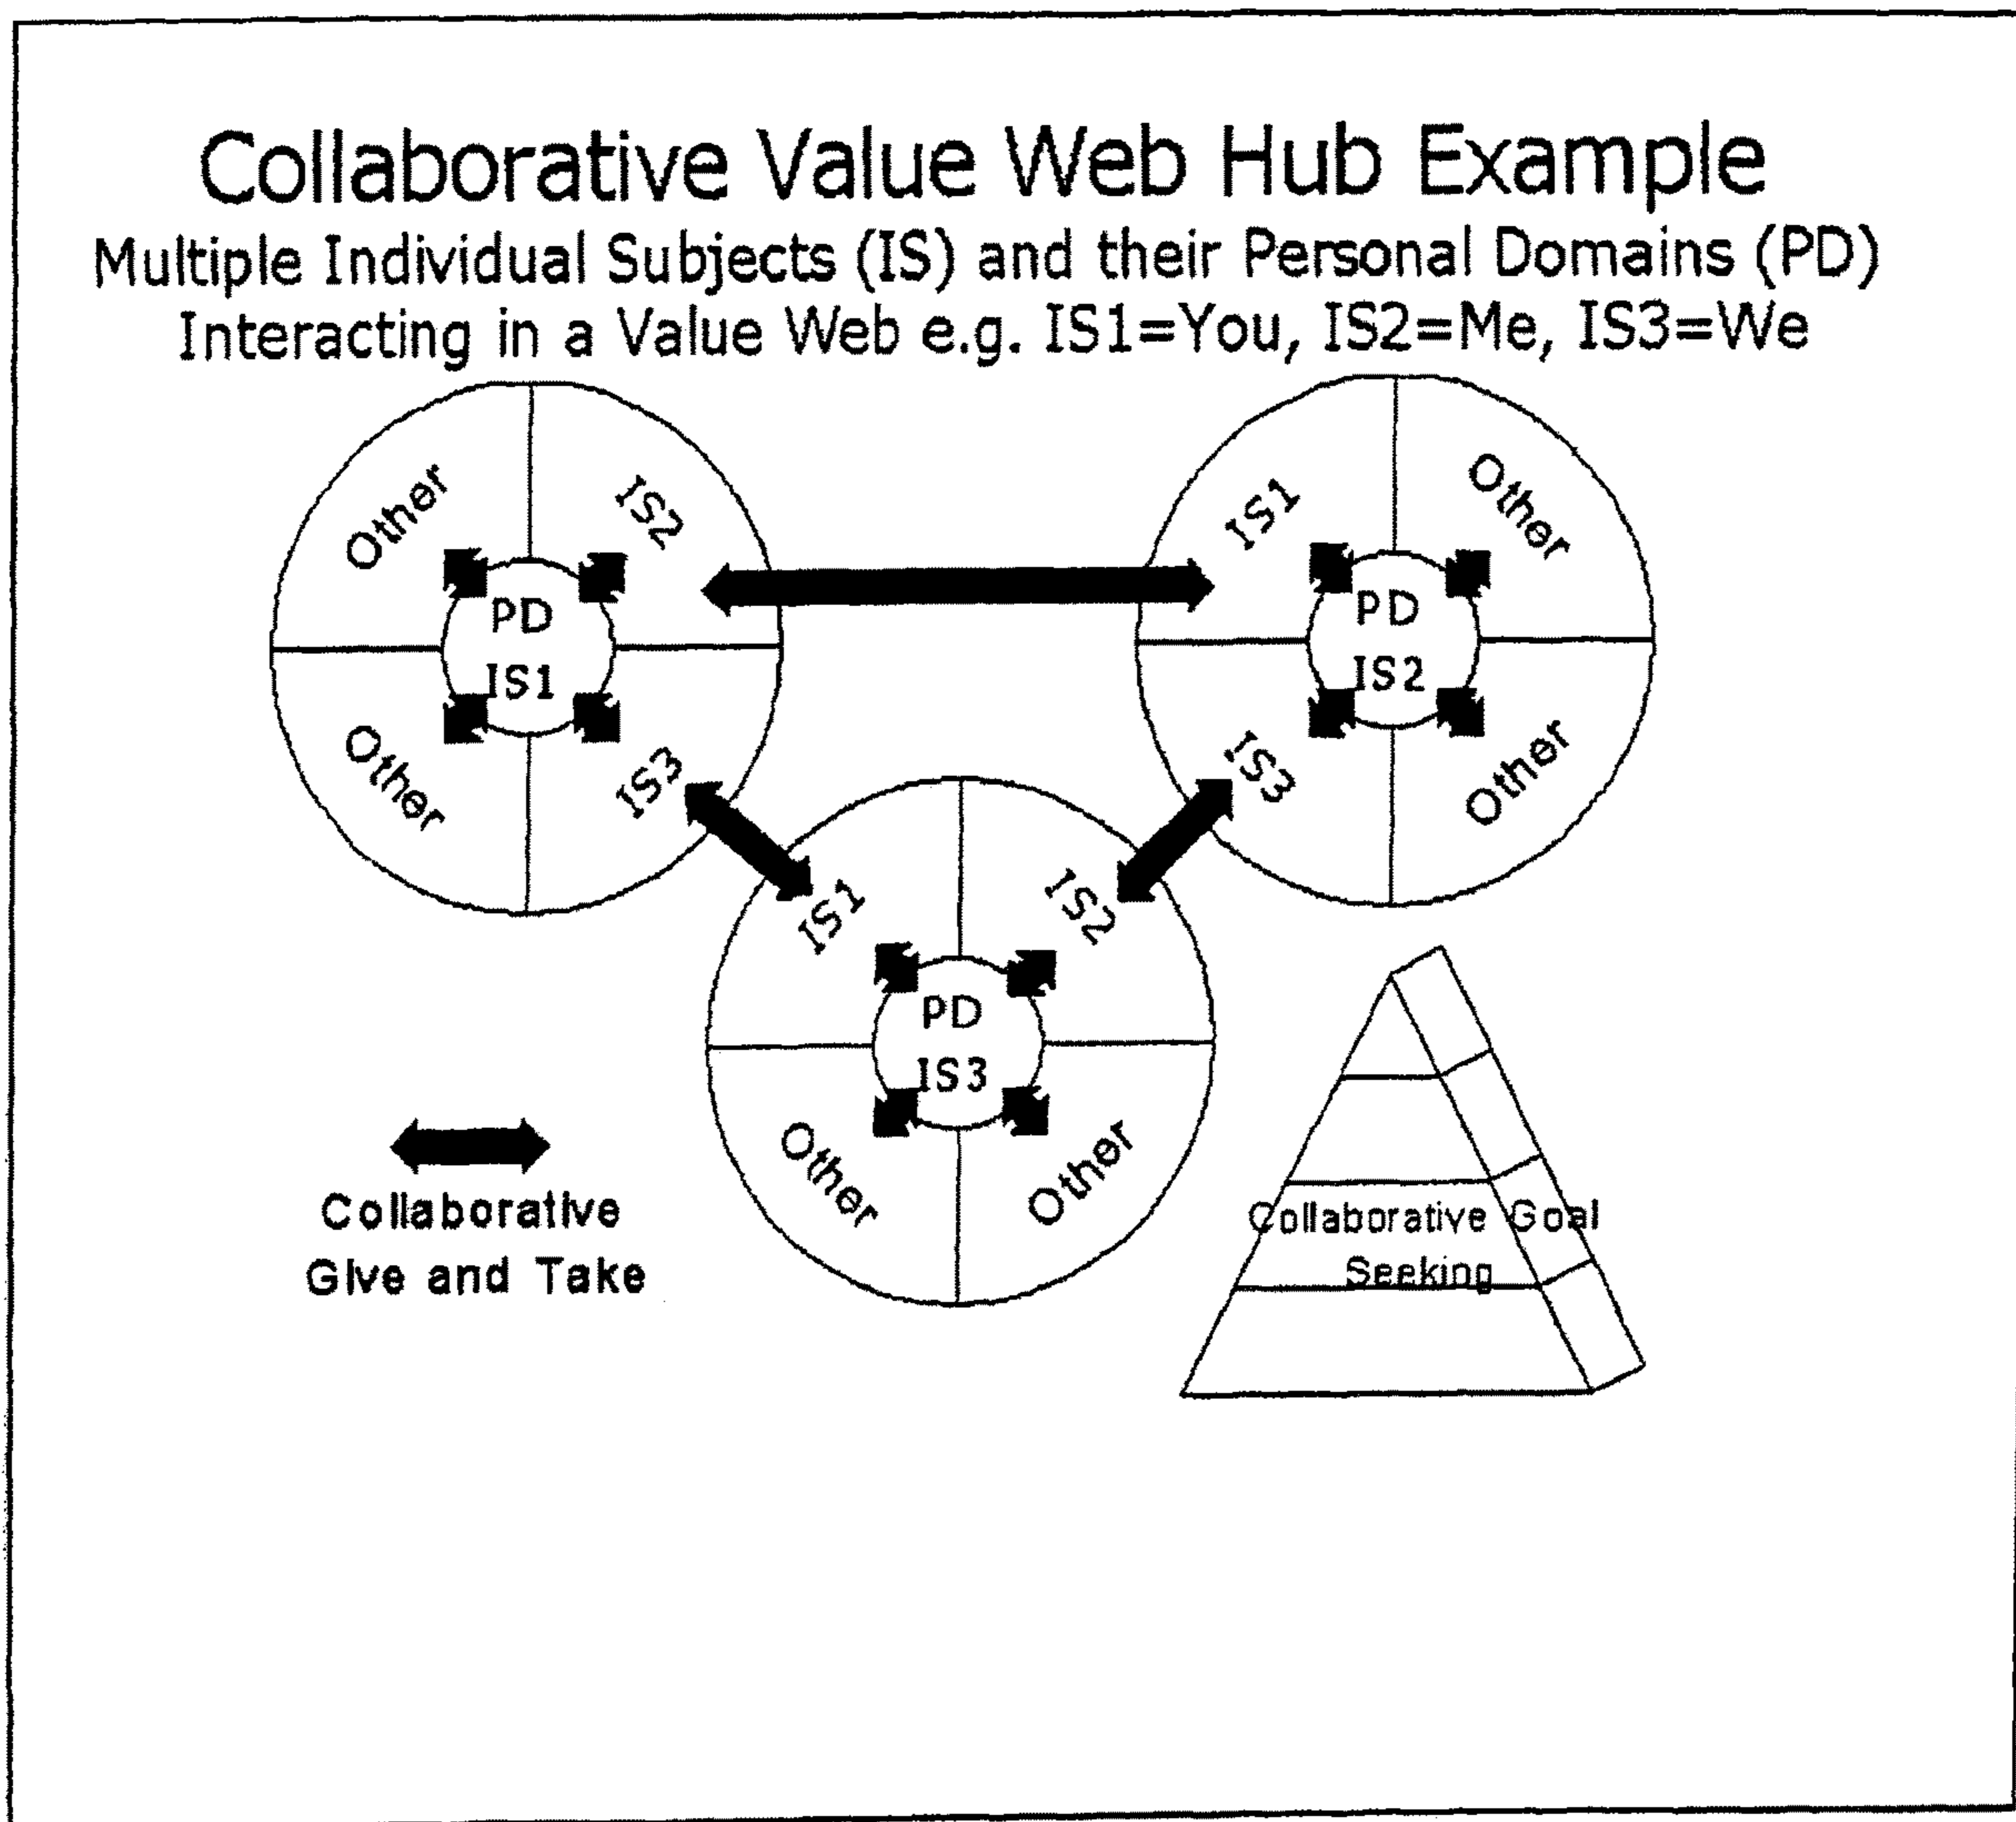 Collaborative Value Web Hub Example
Multiple Individual Subjects (IS) and their Personal Domains (PD)
Interacting in a Value Web e.g. IS1=You, IS2=Me, IS3=We
Other
IS2
PD
IS1
Other
IS3
IS1
Other
PD
IS2
IS3
Other
IS1
IS2
PD
IS3
Other
Other
Collaborative
Give and Take
Collaborative Goal
Seeking